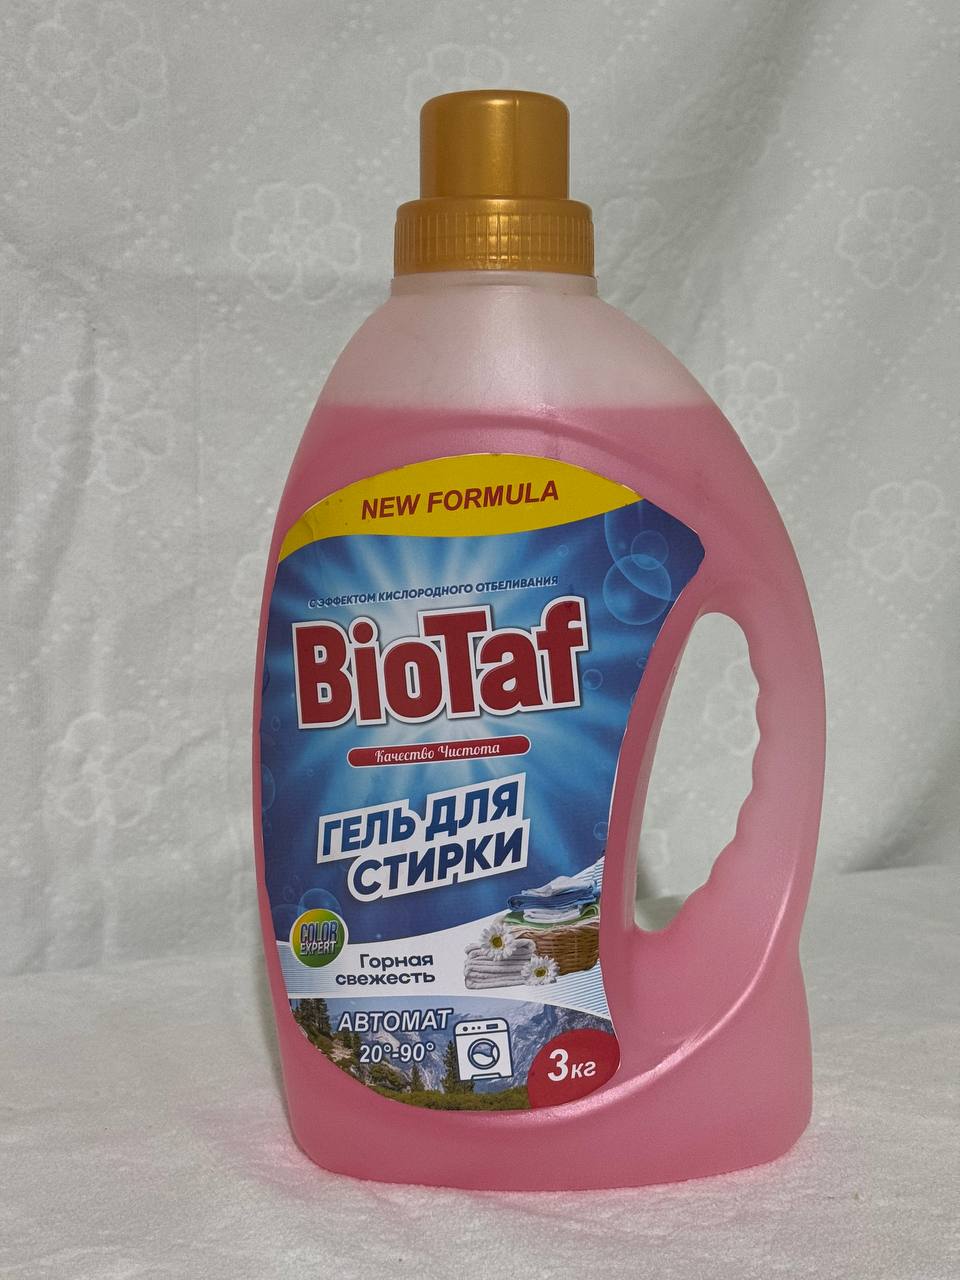 NEW FORMULA
С ЭФФЕКТОМ КИСЛОРОДНОГО ОТБЕЛИВАНИЯ
BioTaf
Качество Чистота
ГЕЛЬ ДЛЯ
СТИРКИ
COLOR
EXPERT
Горная
свежесть
АВТОМАТ
20°-90°
3кг